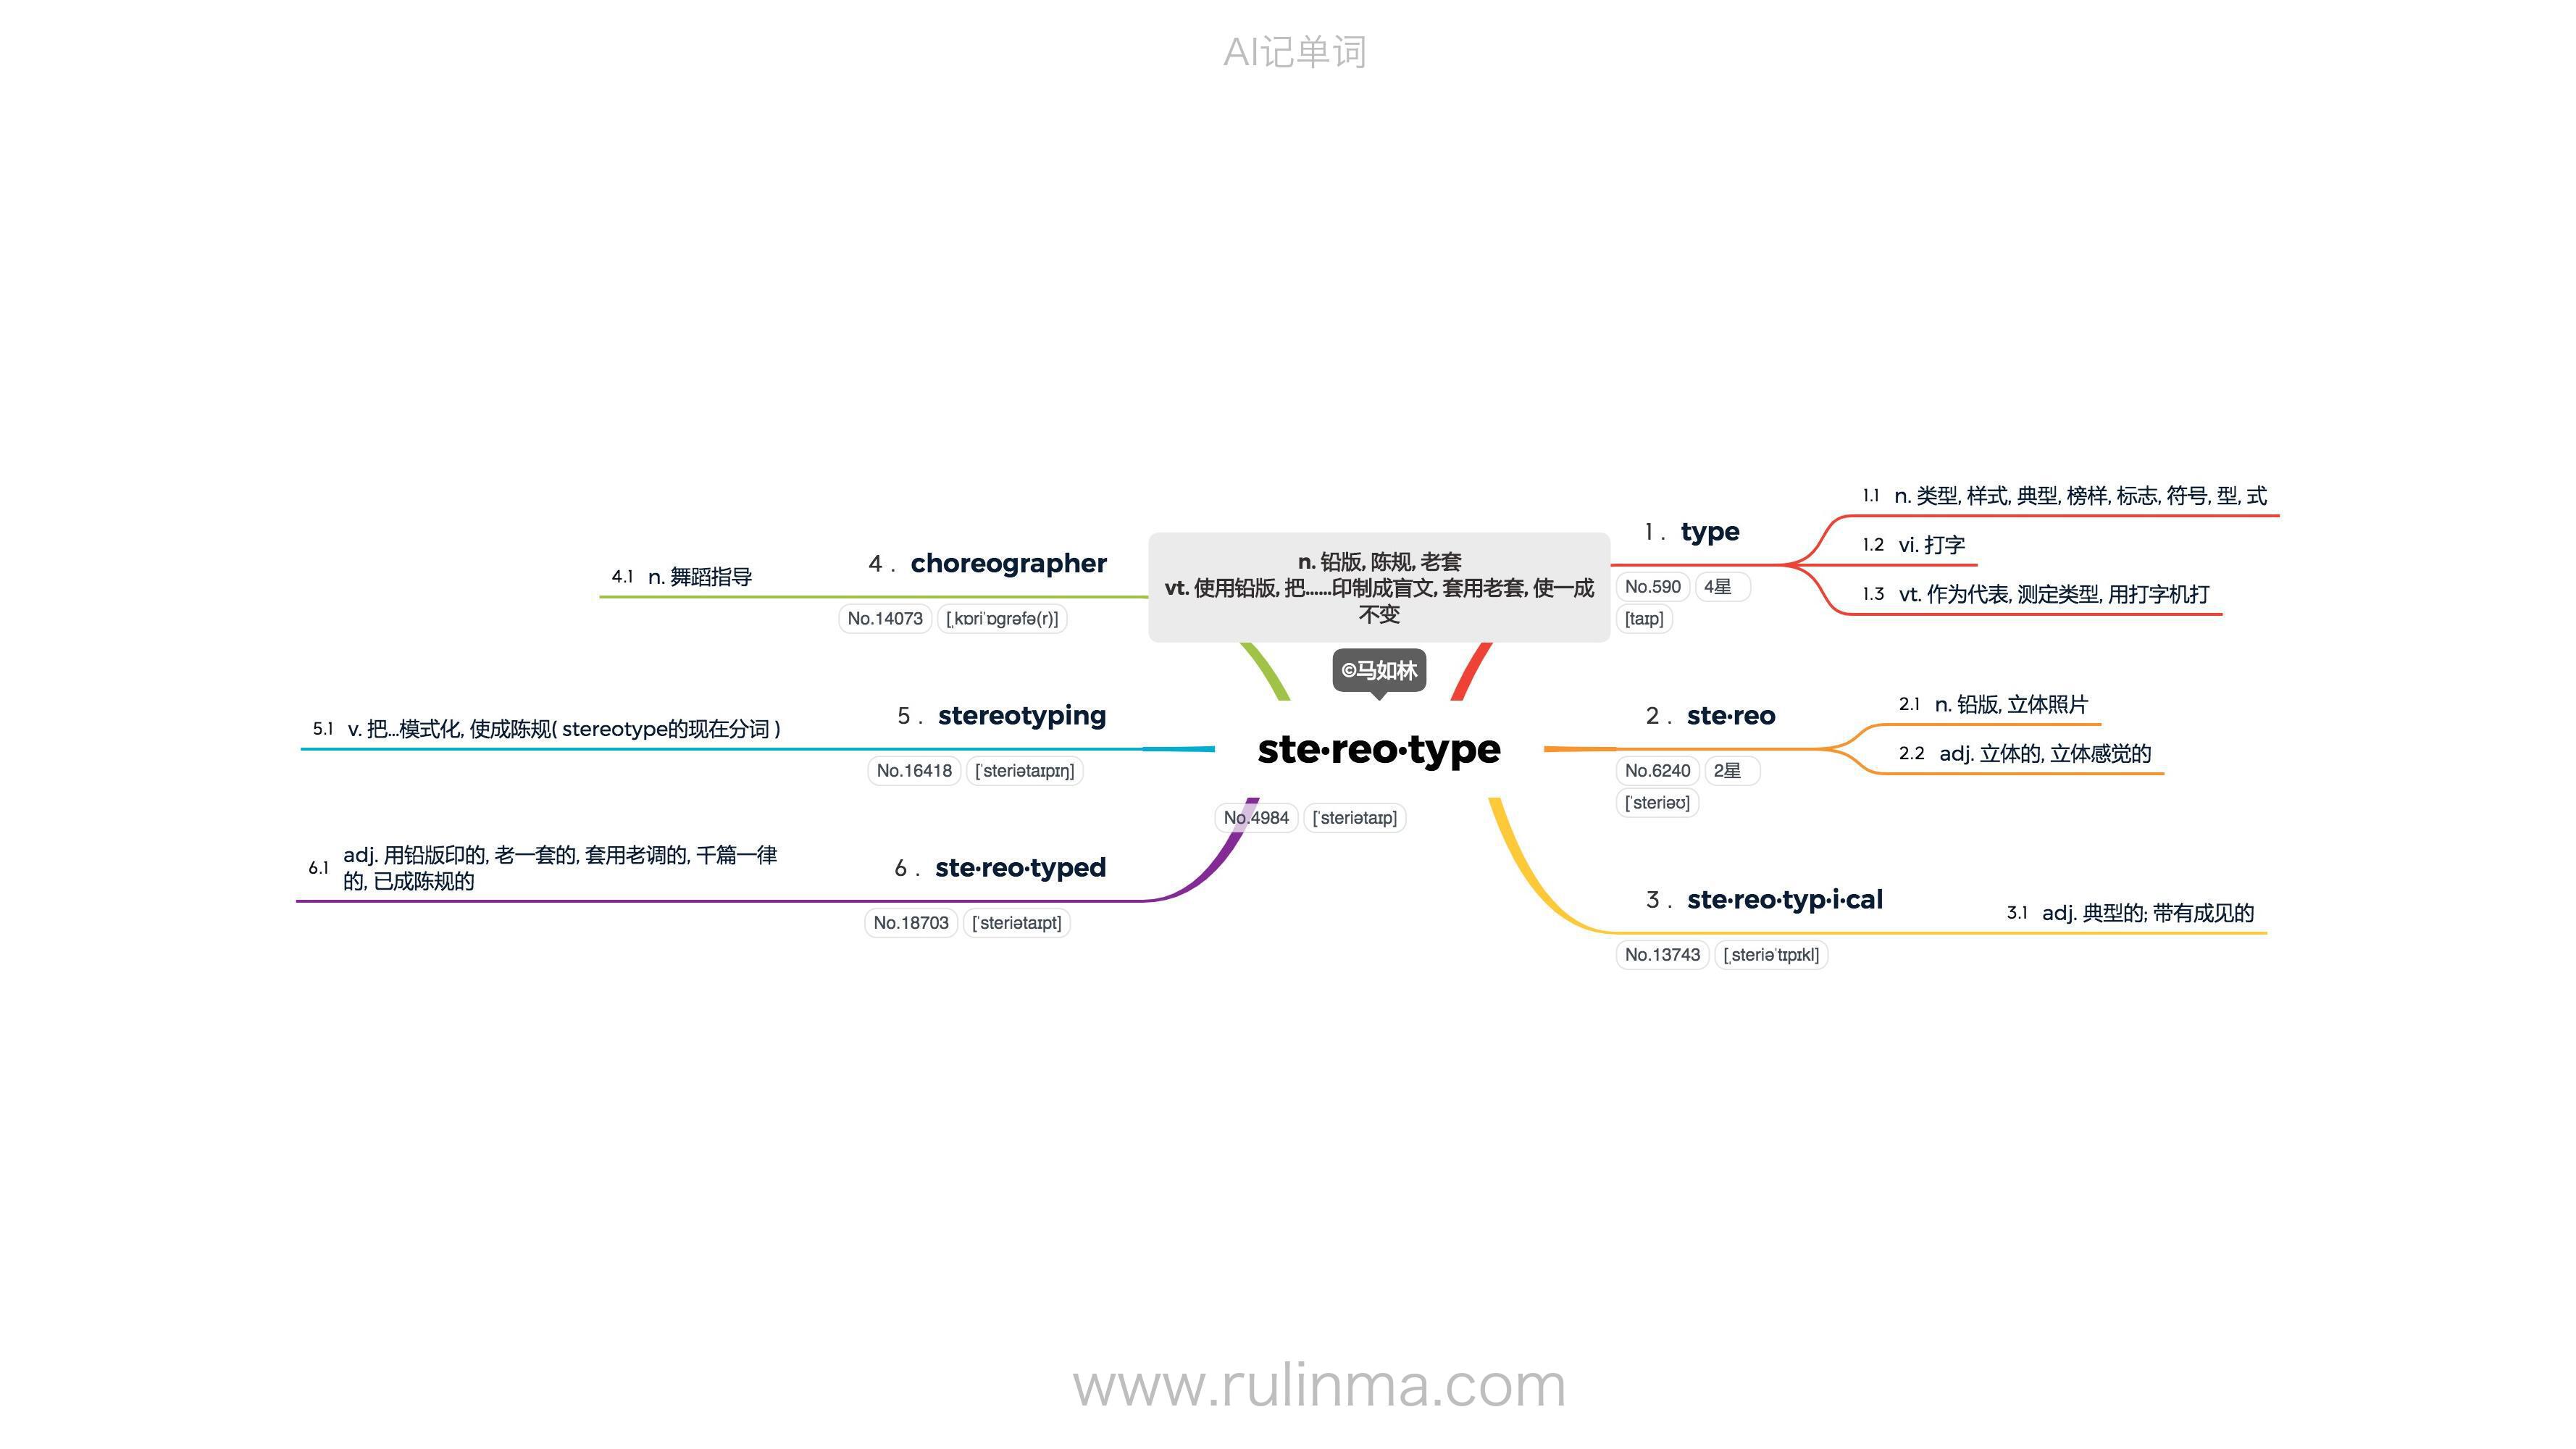 AI记单词
n. 铅版, 陈规, 老套
vt. 使用铅版, 把……印制成盲文, 套用老套, 使一成
不变
©马如林
ste·reo·type
No.4984 [ˈsteriətaɪp]
1 . type
No.590 4星
[taɪp]
1.1 n. 类型, 样式, 典型, 榜样, 标志, 符号, 型, 式
1.2 vi. 打字
1.3 vt. 作为代表, 测定类型, 用打字机打
2 . ste·reo
No.6240 2星
[ˈsteriəʊ]
2.1 n. 铅版, 立体照片
2.2 adj. 立体的, 立体感觉的
3 . ste·reo·typ·i·cal
No.13743 [ˌsteriəˈtɪpɪkl]
3.1 adj. 典型的; 带有成见的
4 . choreographer
No.14073 [ˌkɒriˈɒgrəfə(r)]
4.1 n. 舞蹈指导
5 . stereotyping
No.16418 [ˈsteriətaɪpɪŋ]
5.1 v. 把...模式化, 使成陈规( stereotype的现在分词 )
6 . ste·reo·typed
No.18703 [ˈsteriətaɪpt]
6.1 adj. 用铅版印的, 老一套的, 套用老调的, 千篇一律
的, 已成陈规的
www.rulinma.com